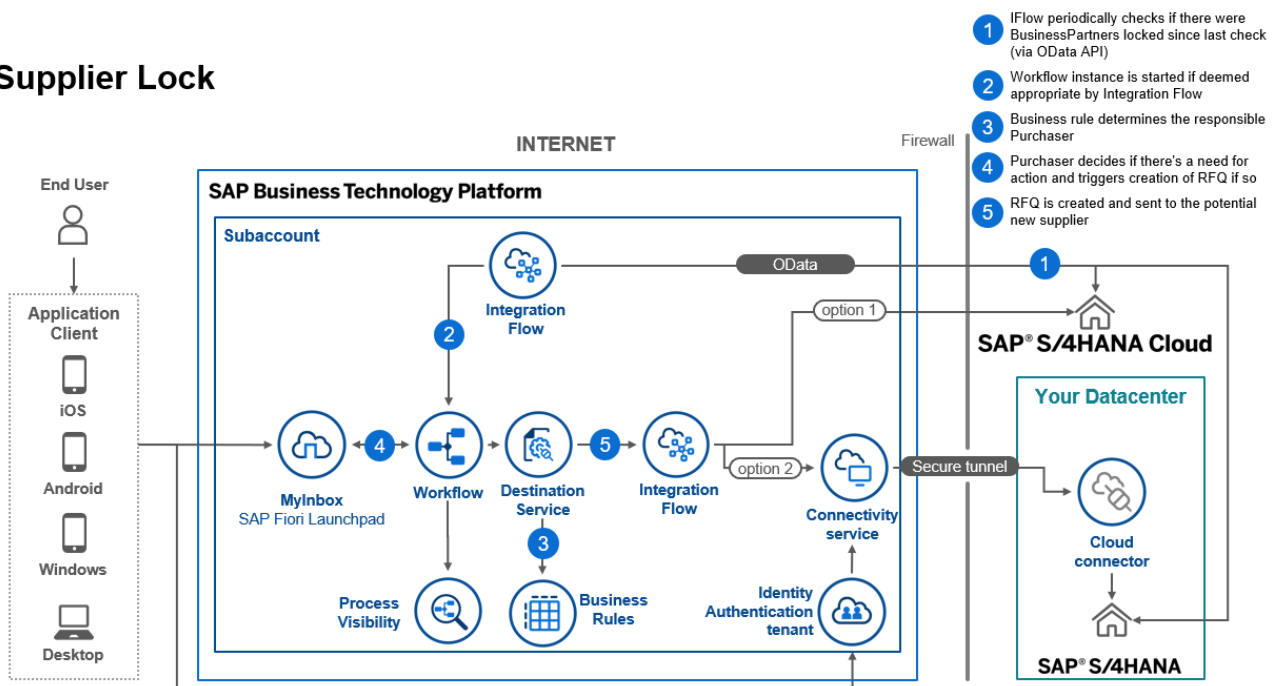 Supplier Lock
1
IFlow periodically checks if there were
BusinessPartners locked since last check
(via OData API)
2
Workflow instance is started if deemed
appropriate by Integration Flow
3
Business rule determines the responsible
Purchaser
4
Purchaser decides if there's a need for
action and triggers creation of RFQ if so
5
RFQ is created and sent to the potential
new supplier
INTERNET
Firewall
End User
SAP Business Technology Platform
Subaccount
OData
1
Integration
Flow
option 1
2
SAP® S/4HANA Cloud
Application
Client
iOS
Android
Windows
Desktop
Your Datacenter
4
5
option 2
Secure tunnel
MyInbox
SAP Fiori Launchpad
Workflow
Destination
Service
Integration
Flow
Connectivity
service
3
Cloud
connector
Process
Visibility
Business
Rules
Identity
Authentication
tenant
SAP® S/4HANA